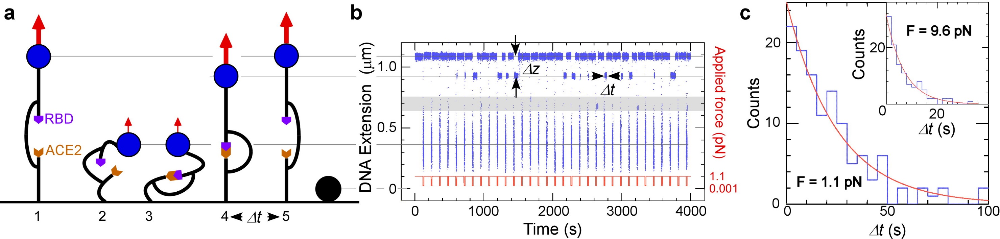 a
RBD
ACE2
1
2
3
4
Δt
5
b
DNA Extension (μm)
1.0
0.5
0
Δz
Δt
Applied force (pN)
1.1
0.001
0
1000
2000
3000
4000
Time (s)
c
Counts
20
10
0
F = 1.1 pN
0
50
100
Δt (s)
Counts
20
0
F = 9.6 pN
20
Δt (s)